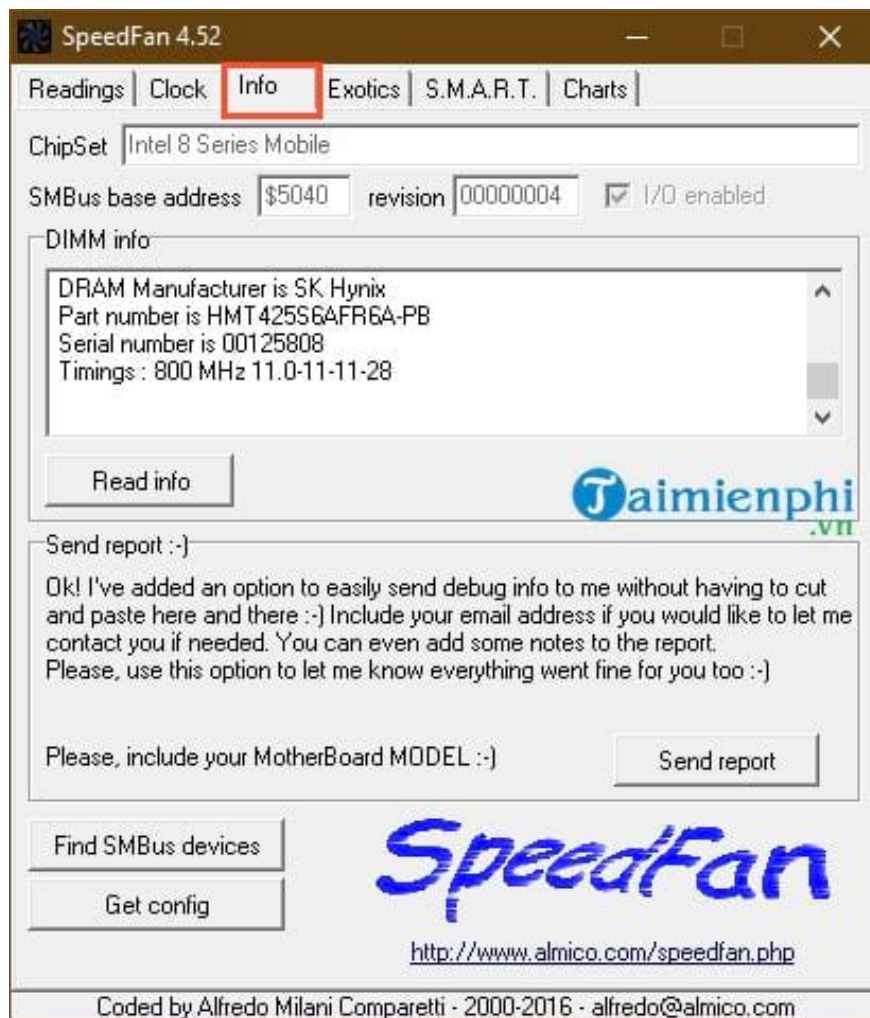 SpeedFan 4.52
Readings Clock Info Exotics S.M.A.R.T. Charts
ChipSet Intel 8 Series Mobile
SMBus base address $5040 revision 00000004 I/O enabled
DIMM info
DRAM Manufacturer is SK Hynix
Part number is HMT425S6AFR6A-PB
Serial number is 00125808
Timings : 800 MHz 11.0-11-11-28
Read info
Taimienphi
.vn
Send report :-)
Ok! I've added an option to easily send debug info to me without having to cut
and paste here and there :-) Include your email address if you would like to let me
contact you if needed. You can even add some notes to the report.
Please, use this option to let me know everything went fine for you too :-)
Please, include your MotherBoard MODEL :-)
Send report
Find SMBus devices
Get config
SpeedFan
http://www.almico.com/speedfan.php
Coded by Alfredo Milani Comparetti - 2000-2016 - alfredo@almico.com